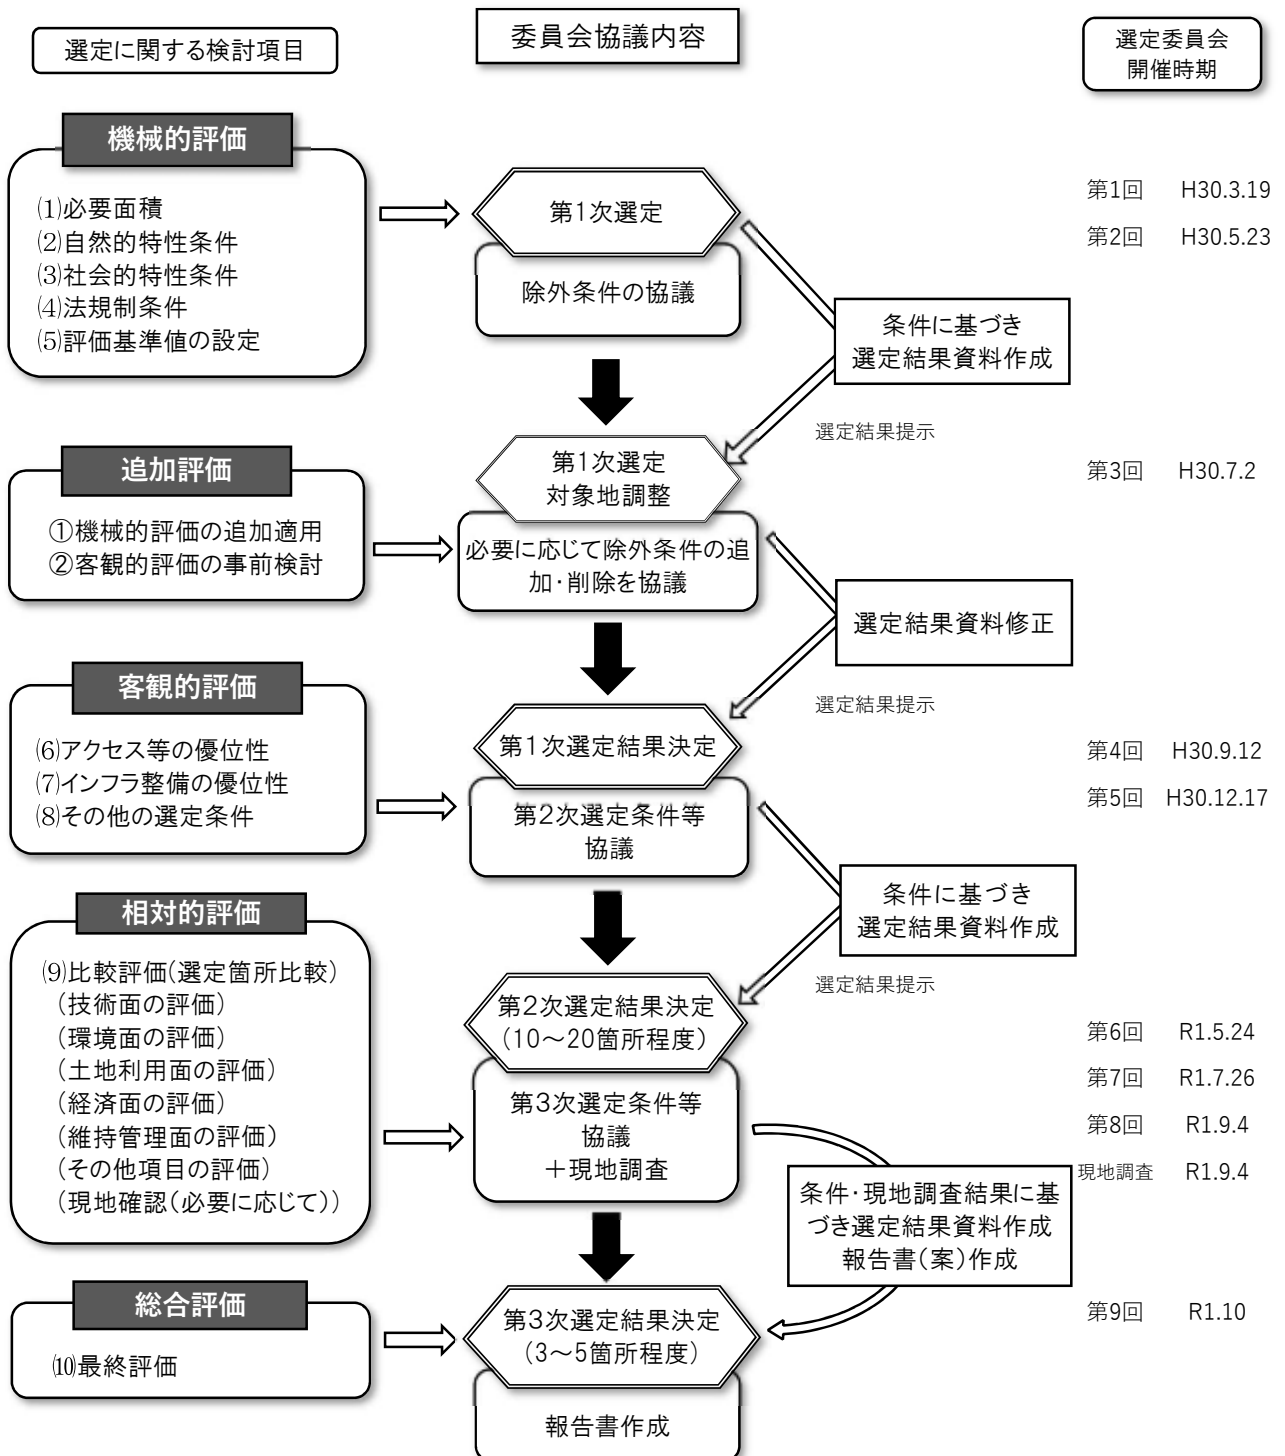 選定に関する検討項目
委員会協議内容
選定委員会
開催時期
機械的評価
⑴必要面積
⑵自然的特性条件
⑶社会的特性条件
⑷法規制条件
⑸評価基準値の設定
第1次選定
除外条件の協議
第1回 H30.3.19
第2回 H30.5.23
条件に基づき
選定結果資料作成
選定結果提示
追加評価
①機械的評価の追加適用
②客観的評価の事前検討
第1次選定
対象地調整
必要に応じて除外条件の追
加・削除を協議
第3回 H30.7.2
選定結果資料修正
選定結果提示
客観的評価
⑹アクセス等の優位性
⑺インフラ整備の優位性
⑻その他の選定条件
第1次選定結果決定
第2次選定条件等
協議
第4回 H30.9.12
第5回 H30.12.17
条件に基づき
選定結果資料作成
選定結果提示
相対的評価
⑼比較評価(選定箇所比較)
(技術面の評価)
(環境面の評価)
(土地利用面の評価)
(経済面の評価)
(維持管理面の評価)
(その他項目の評価)
(現地確認(必要に応じて))
第2次選定結果決定
(10~20箇所程度)
第3次選定条件等
協議
+現地調査
第6回 R1.5.24
第7回 R1.7.26
第8回 R1.9.4
現地調査 R1.9.4
条件・現地調査結果に基
づき選定結果資料作成
報告書(案)作成
総合評価
⑽最終評価
第3次選定結果決定
(3~5箇所程度)
報告書作成
第9回 R1.10